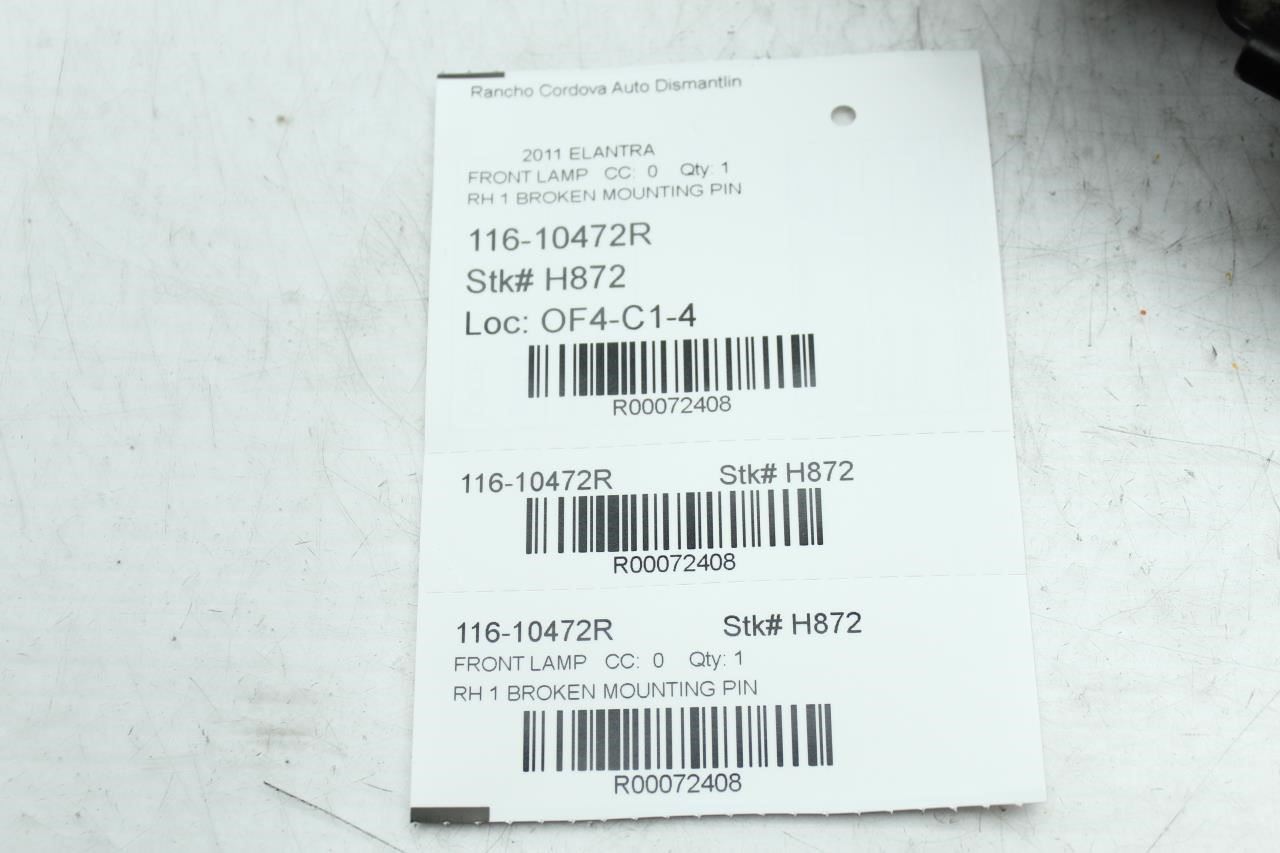 Rancho Cordova Auto Dismantlin
2011 ELANTRA
FRONT LAMP CC: 0 Qty: 1
RH 1 BROKEN MOUNTING PIN
116-10472R
Stk# H872
Loc: OF4-C1-4
R00072408
116-10472R Stk# H872
R00072408
116-10472R Stk# H872
FRONT LAMP CC: 0 Qty: 1
RH 1 BROKEN MOUNTING PIN
R00072408